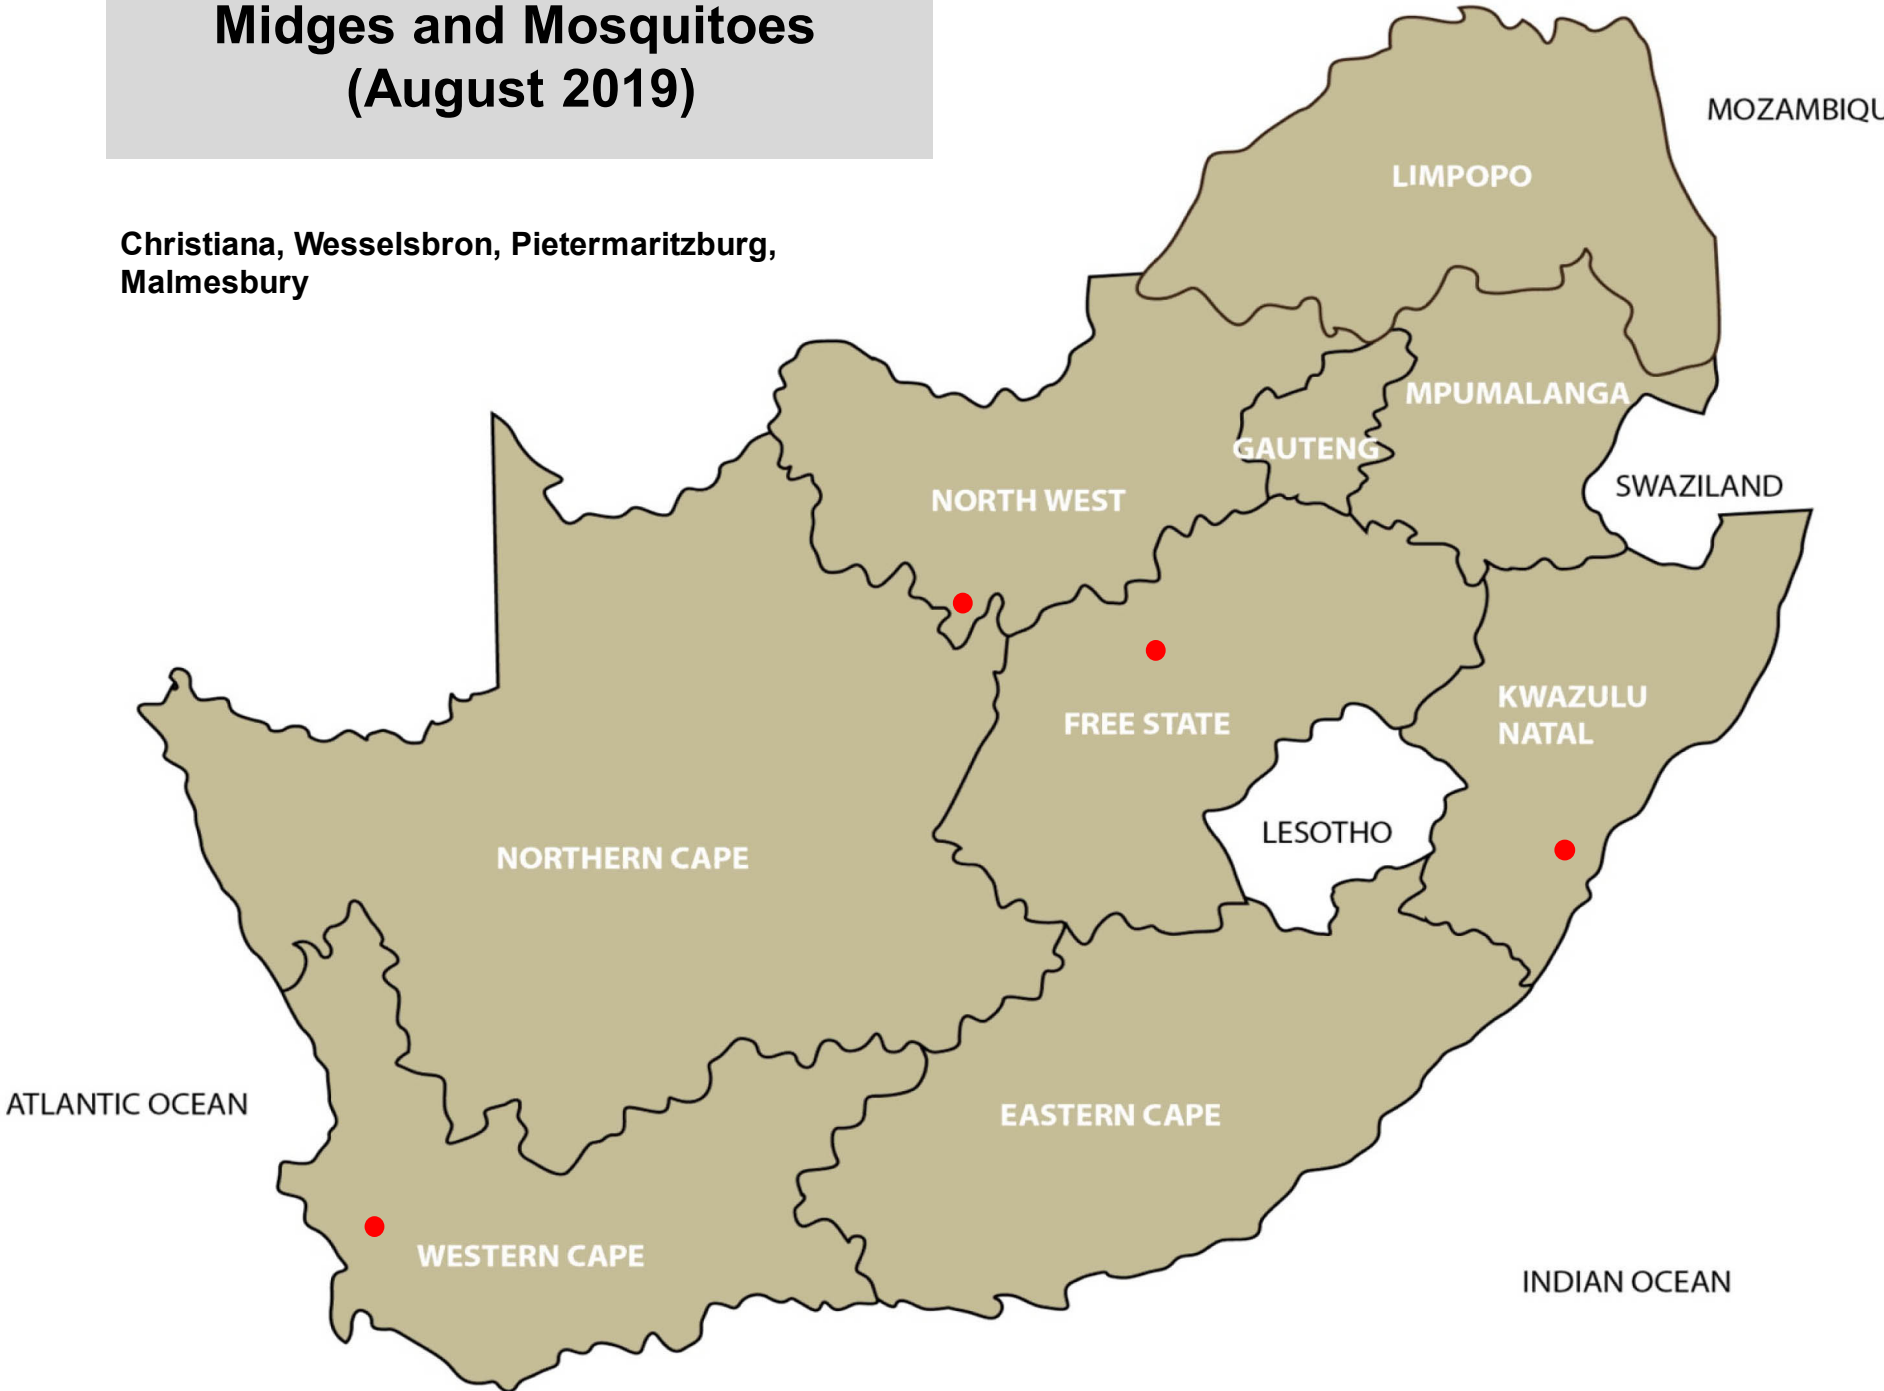 Midges and Mosquitoes
(August 2019)
MOZAMBIQU
LIMPOPO
Christiana, Wesselsbron, Pietermaritzburg,
Malmesbury
MPUMALANGA
GAUTENG
SWAZILAND
NORTH WEST
KWAZULU
NATAL
FREE STATE
LESOTHO
NORTHERN CAPE
ATLANTIC OCEAN
EASTERN CAPE
WESTERN CAPE
INDIAN OCEAN